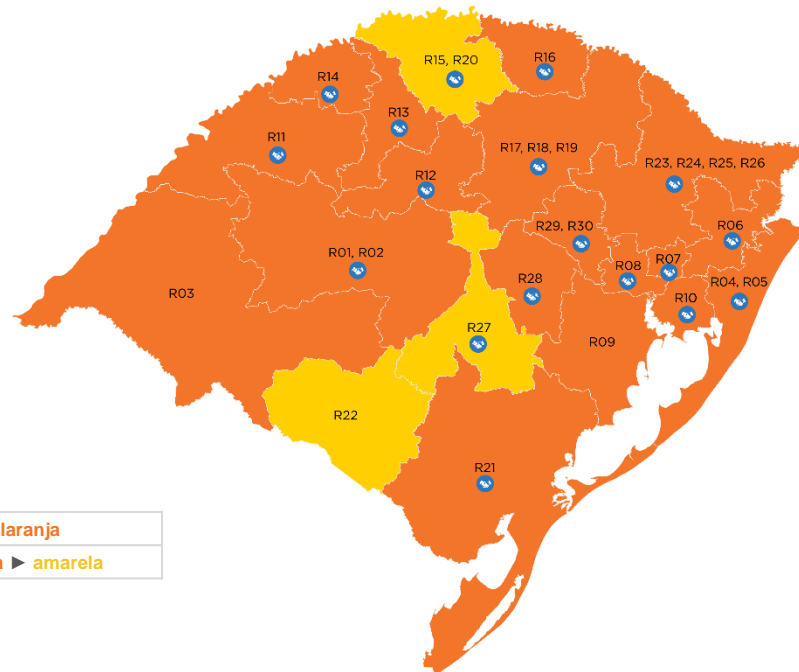 R15, R20
R16
R14
R13
R11
R17, R18, R19
R23, R24, R25, R26
R12
R06
R29, R30
R01, R02
R07
R08
R28
R04, R05
R03
R10
R27
R09
R22
R21
laranja
► amarela